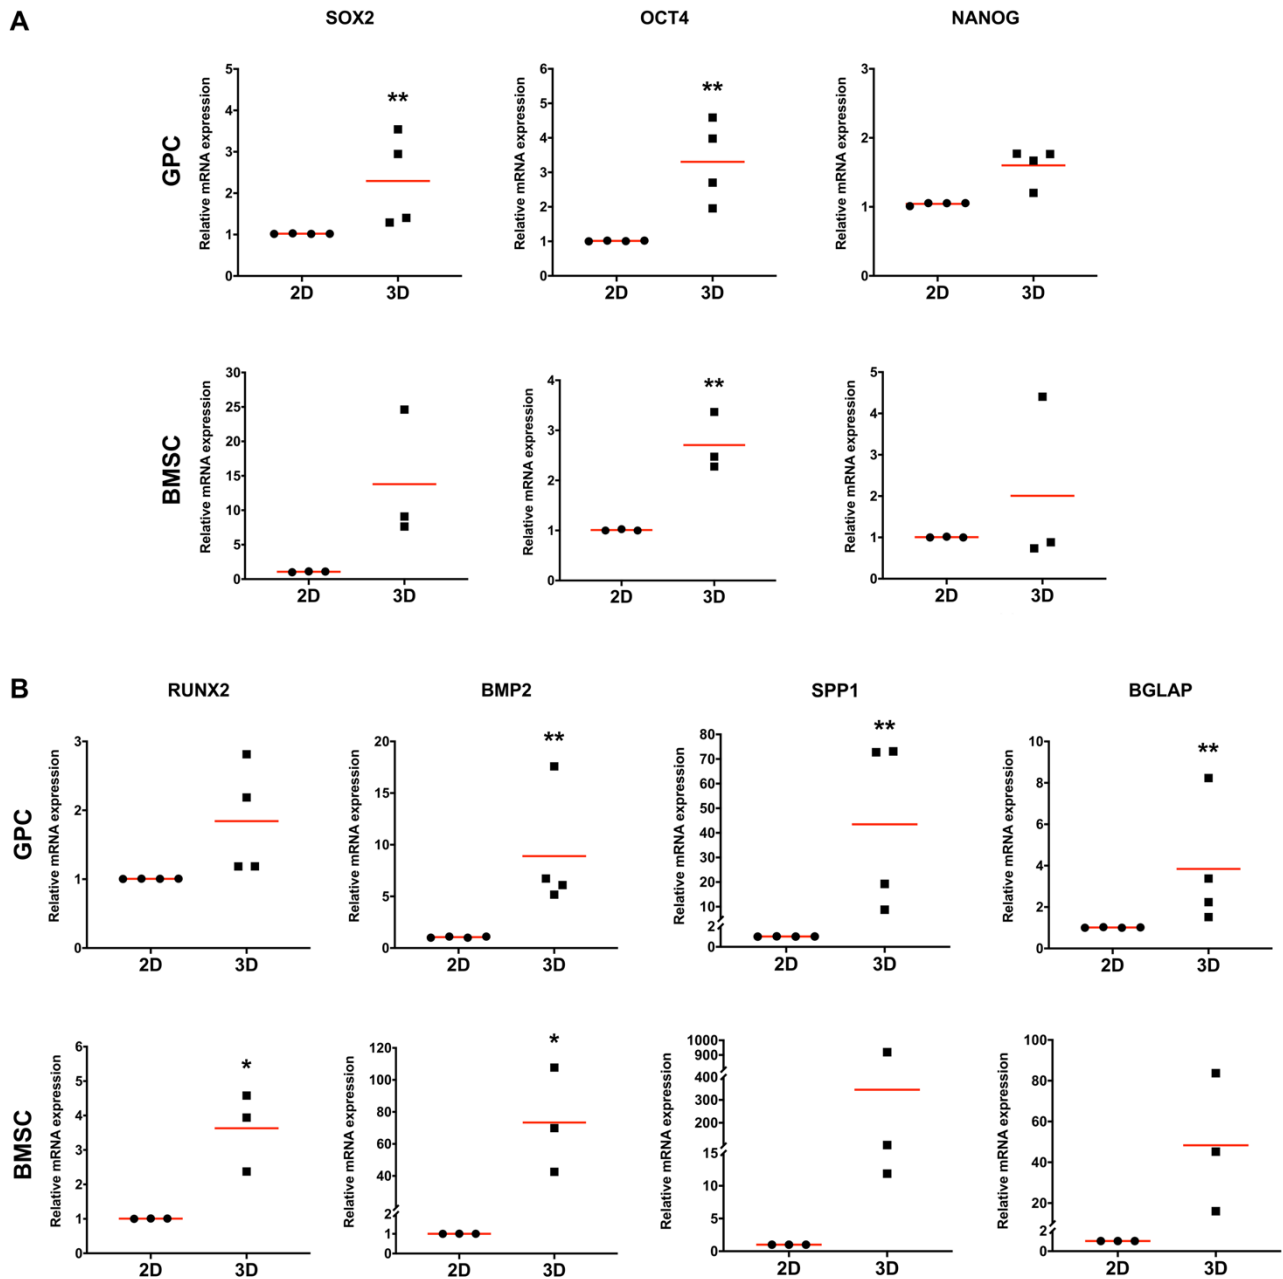 A
SOX2 OCT4 NANOG
GPC
Relative mRNA expression
5
4
3
2
1
0
**
2D 3D
Relative mRNA expression
6
5
4
3
2
1
0
**
2D 3D
Relative mRNA expression
3
2
1
0
2D 3D
BMSC
Relative mRNA expression
30
25
20
15
10
5
0
2D 3D
Relative mRNA expression
4
3
2
1
0
**
2D 3D
Relative mRNA expression
5
4
3
2
1
0
2D 3D
B
RUNX2 BMP2 SPP1 BGLAP
GPC
Relative mRNA expression
3
2
1
0
2D 3D
Relative mRNA expression
20
15
10
5
0
**
2D 3D
Relative mRNA expression
80
70
60
50
40
30
20
10
2
0
**
2D 3D
Relative mRNA expression
10
8
6
4
2
0
**
2D 3D
BMSC
Relative mRNA expression
6
5
4
3
2
1
0
*
2D 3D
Relative mRNA expression
120
100
80
60
40
2
1
0
*
2D 3D
Relative mRNA expression
1000
900
400
300
200
15
10
5
0
2D 3D
Relative mRNA expression
100
80
60
40
20
2
0
2D 3D